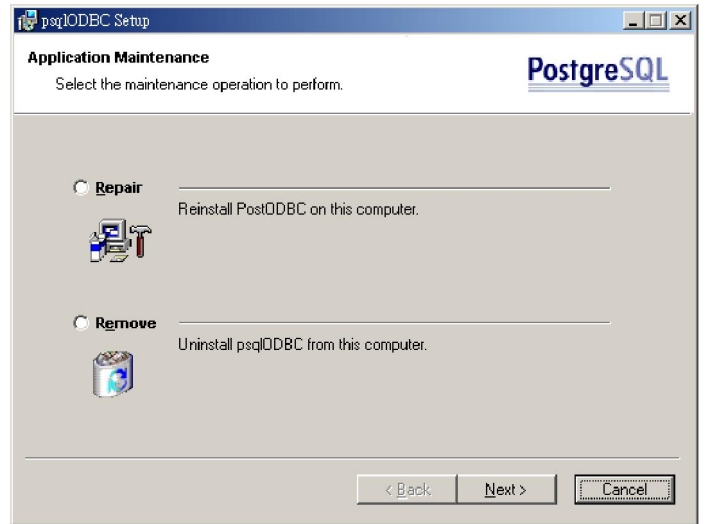 psqlODBC Setup
Application Maintenance
Select the maintenance operation to perform.
PostgreSQL
Repair
Reinstall PostODBC on this computer.
Remove
Uninstall psqlODBC from this computer.
< Back
Next >
Cancel